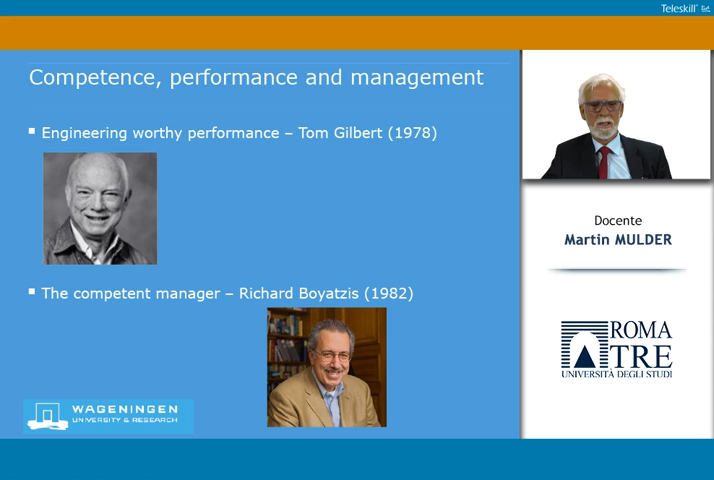 Teleskill
Competence, performance and management
Engineering worthy performance – Tom Gilbert (1978)
The competent manager – Richard Boyatzis (1982)
WAGENINGEN
UNIVERSITY & RESEARCH
Docente
Martin MULDER
ROMA
TRE
UNIVERSITÀ DEGLI STUDI